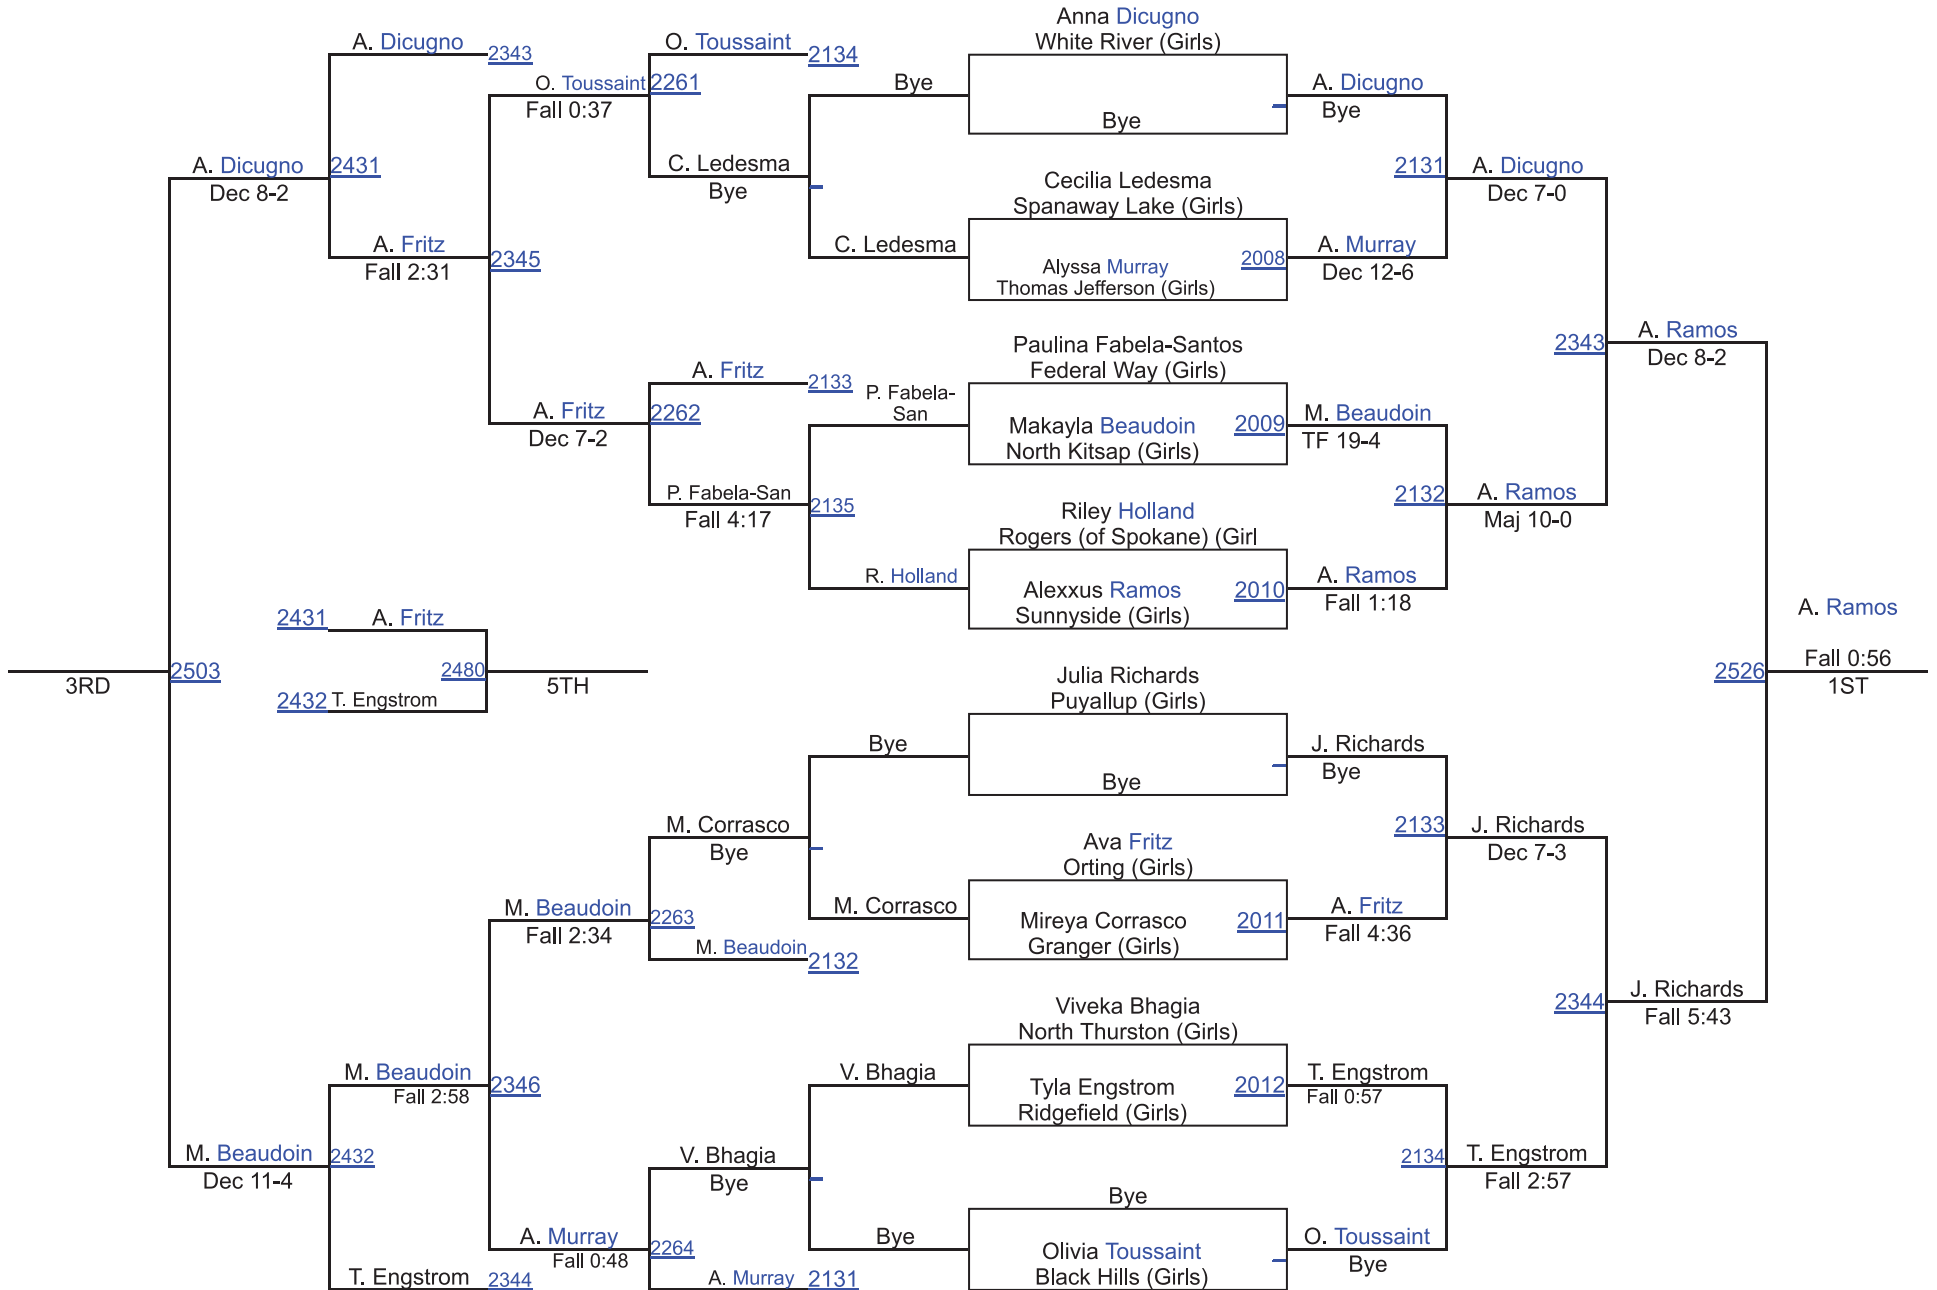 Anna Dicugno
White River (Girls)
A. Dicugno
2343
O. Toussaint
2134
O. Toussaint
2261
Fall 0:37
Bye
Bye
A. Dicugno
Bye
A. Dicugno
2431
Dec 8-2
C. Ledesma
Bye
2131
A. Dicugno
Dec 7-0
Cecilia Ledesma
Spanaway Lake (Girls)
A. Fritz
Fall 2:31
2345
C. Ledesma
Alyssa Murray
2008
Thomas Jefferson (Girls)
A. Murray
Dec 12-6
Paulina Fabela-Santos
Federal Way (Girls)
2343
A. Ramos
Dec 8-2
A. Fritz
2133
P. Fabela-
San
A. Fritz
2262
Dec 7-2
Makayla Beaudoin
2009
North Kitsap (Girls)
M. Beaudoin
TF 19-4
P. Fabela-San
Fall 4:17
2135
2132
A. Ramos
Maj 10-0
Riley Holland
Rogers (of Spokane) (Girl
R. Holland
Alexxus Ramos
2010
Sunnyside (Girls)
A. Ramos
Fall 1:18
2431
A. Fritz
A. Ramos
3RD
2503
2480
5TH
2526
Fall 0:56
1ST
2432
T. Engstrom
Julia Richards
Puyallup (Girls)
Bye
Bye
J. Richards
Bye
M. Corrasco
Bye
2133
J. Richards
Dec 7-3
Ava Fritz
Orting (Girls)
M. Beaudoin
2263
Fall 2:34
M. Corrasco
Mireya Corrasco
2011
Granger (Girls)
A. Fritz
Fall 4:36
M. Beaudoin
2132
2344
J. Richards
Fall 5:43
Viveka Bhagia
North Thurston (Girls)
M. Beaudoin
Fall 2:58
2346
V. Bhagia
Tyla Engstrom
2012
Ridgefield (Girls)
T. Engstrom
Fall 0:57
M. Beaudoin
2432
Dec 11-4
V. Bhagia
Bye
2134
T. Engstrom
Fall 2:57
Bye
A. Murray
Fall 0:48
2264
Bye
Olivia Toussaint
Black Hills (Girls)
O. Toussaint
Bye
T. Engstrom
2344
A. Murray
2131